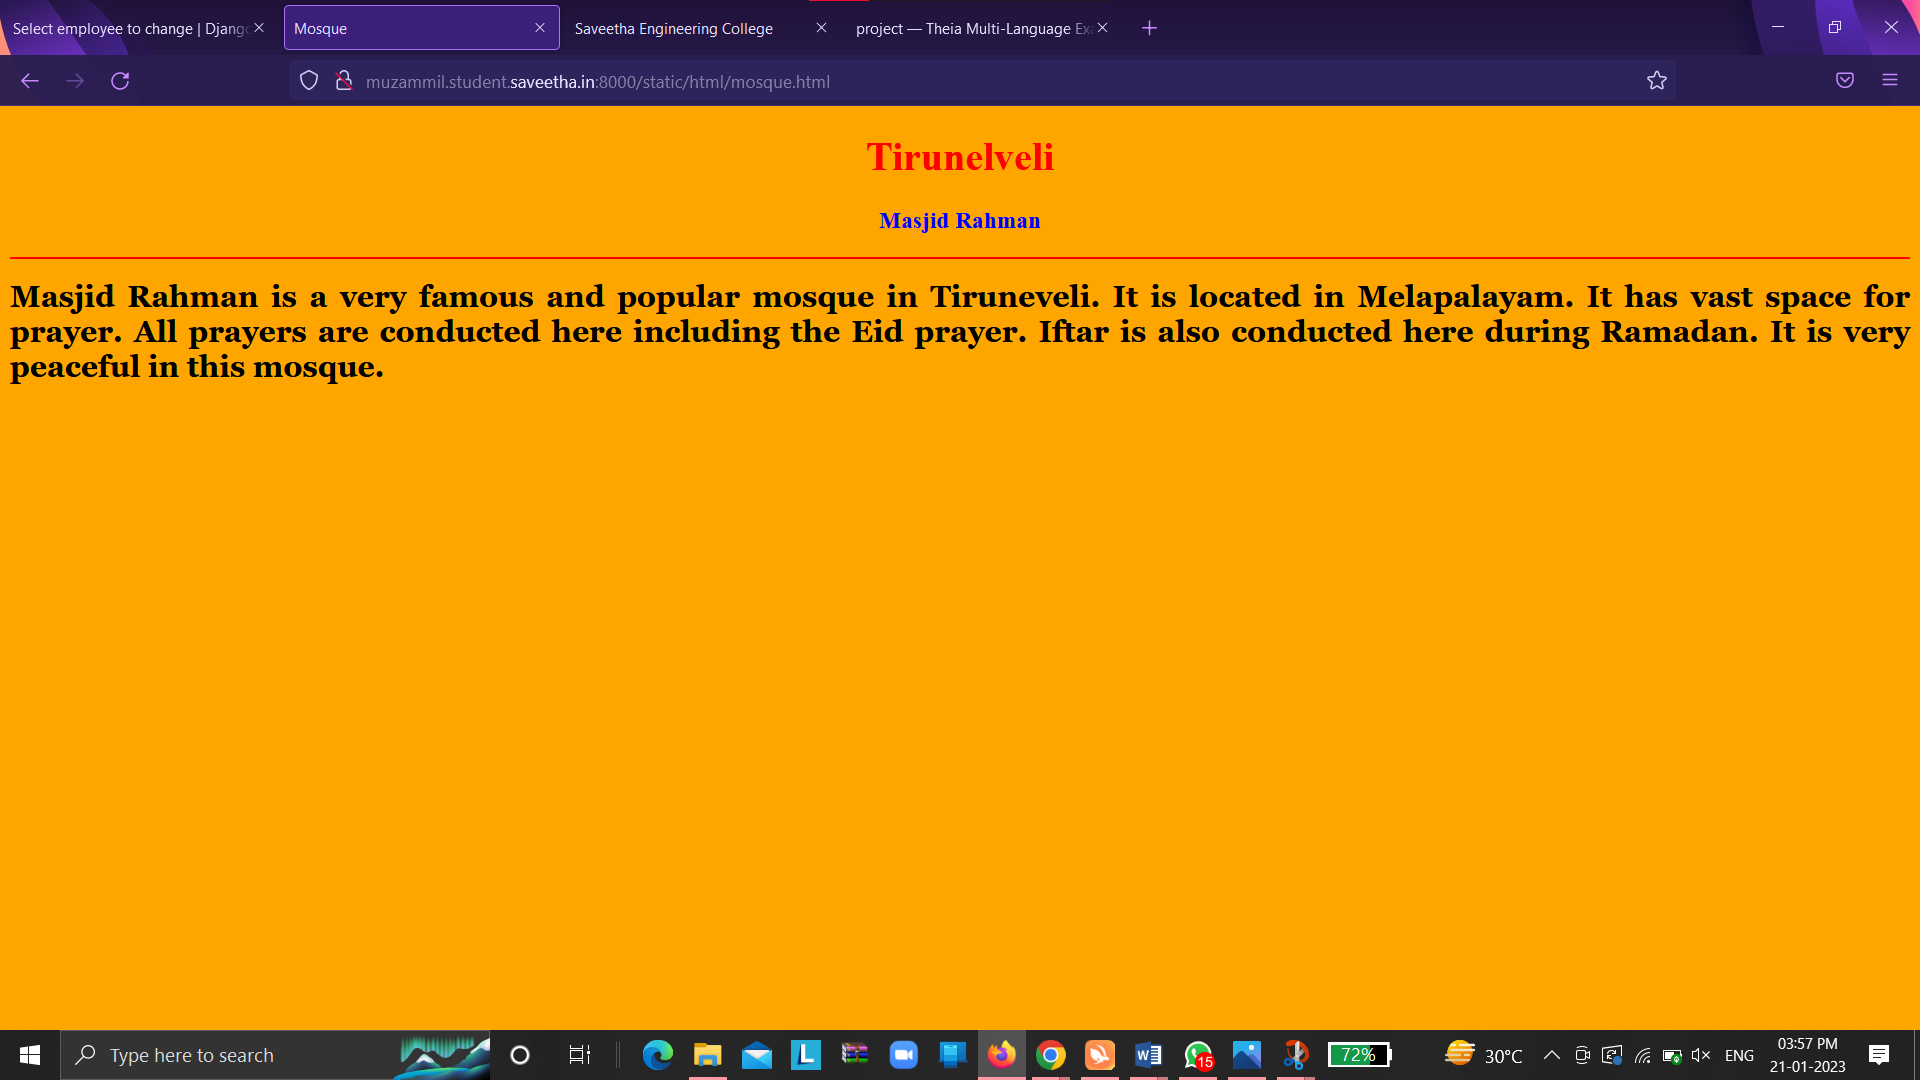 Select employee to change | Djang
Mosque
Saveetha Engineering College
project — Theia Multi-Language Ex
muzammil.student.saveetha.in:8000/static/html/mosque.html
Tirunelveli
Masjid Rahman
Masjid Rahman is a very famous and popular mosque in Tiruneveli. It is located in Melapalayam. It has vast space for
prayer. All prayers are conducted here including the Eid prayer. Iftar is also conducted here during Ramadan. It is very
peaceful in this mosque.
Type here to search
15
72%
30°C
ENG
03:57 PM
21-01-2023